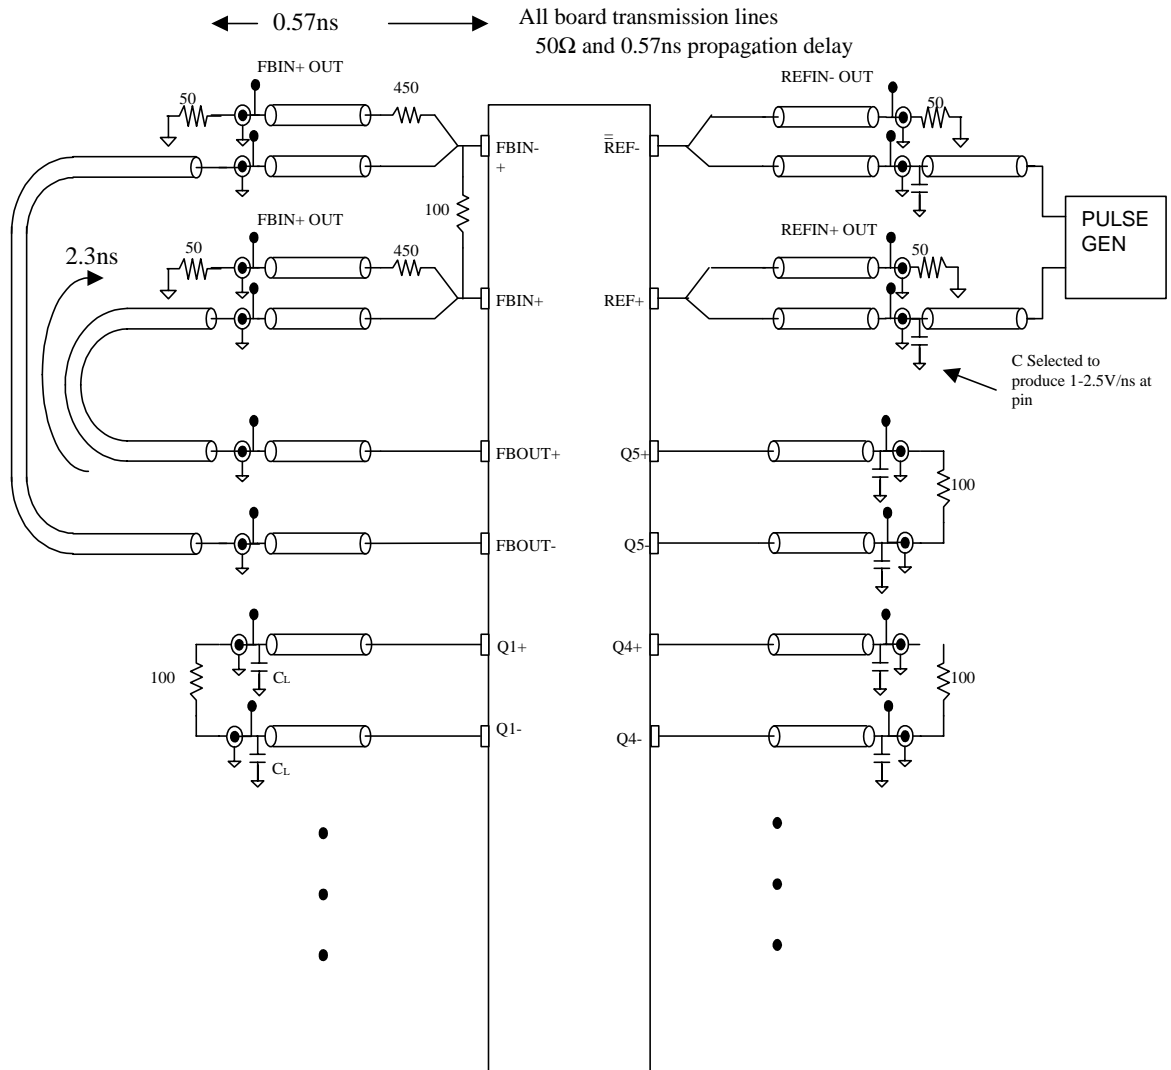 0.57ns
All board transmission lines
50Ω and 0.57ns propagation delay
FBIN+ OUT
REFIN- OUT
50
450
50
FBIN-
+
REF-
100
PULSE
GEN
FBIN+ OUT
REFIN+ OUT
50
450
50
2.3ns
FBIN+
REF+
C Selected to
produce 1-2.5V/ns at
pin
FBOUT+
Q5+
100
FBOUT-
Q5-
Q1+
Q4+
100
CL
100
Q1-
Q4-
CL